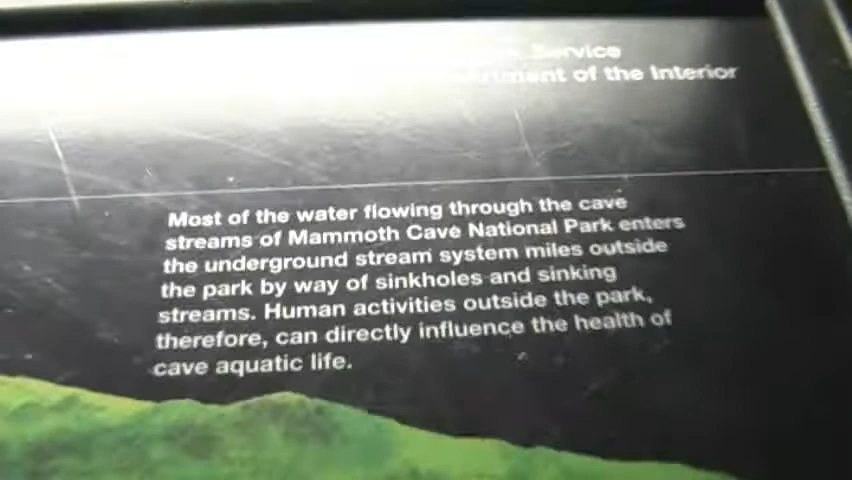 Service
of the Interior
Most of the water flowing through the cave
streams of Mammoth Cave National Park enters
the underground stream system miles outside
the park by way of sinkholes and sinking
streams. Human activities outside the park,
therefore, can directly influence the health of
cave aquatic life.